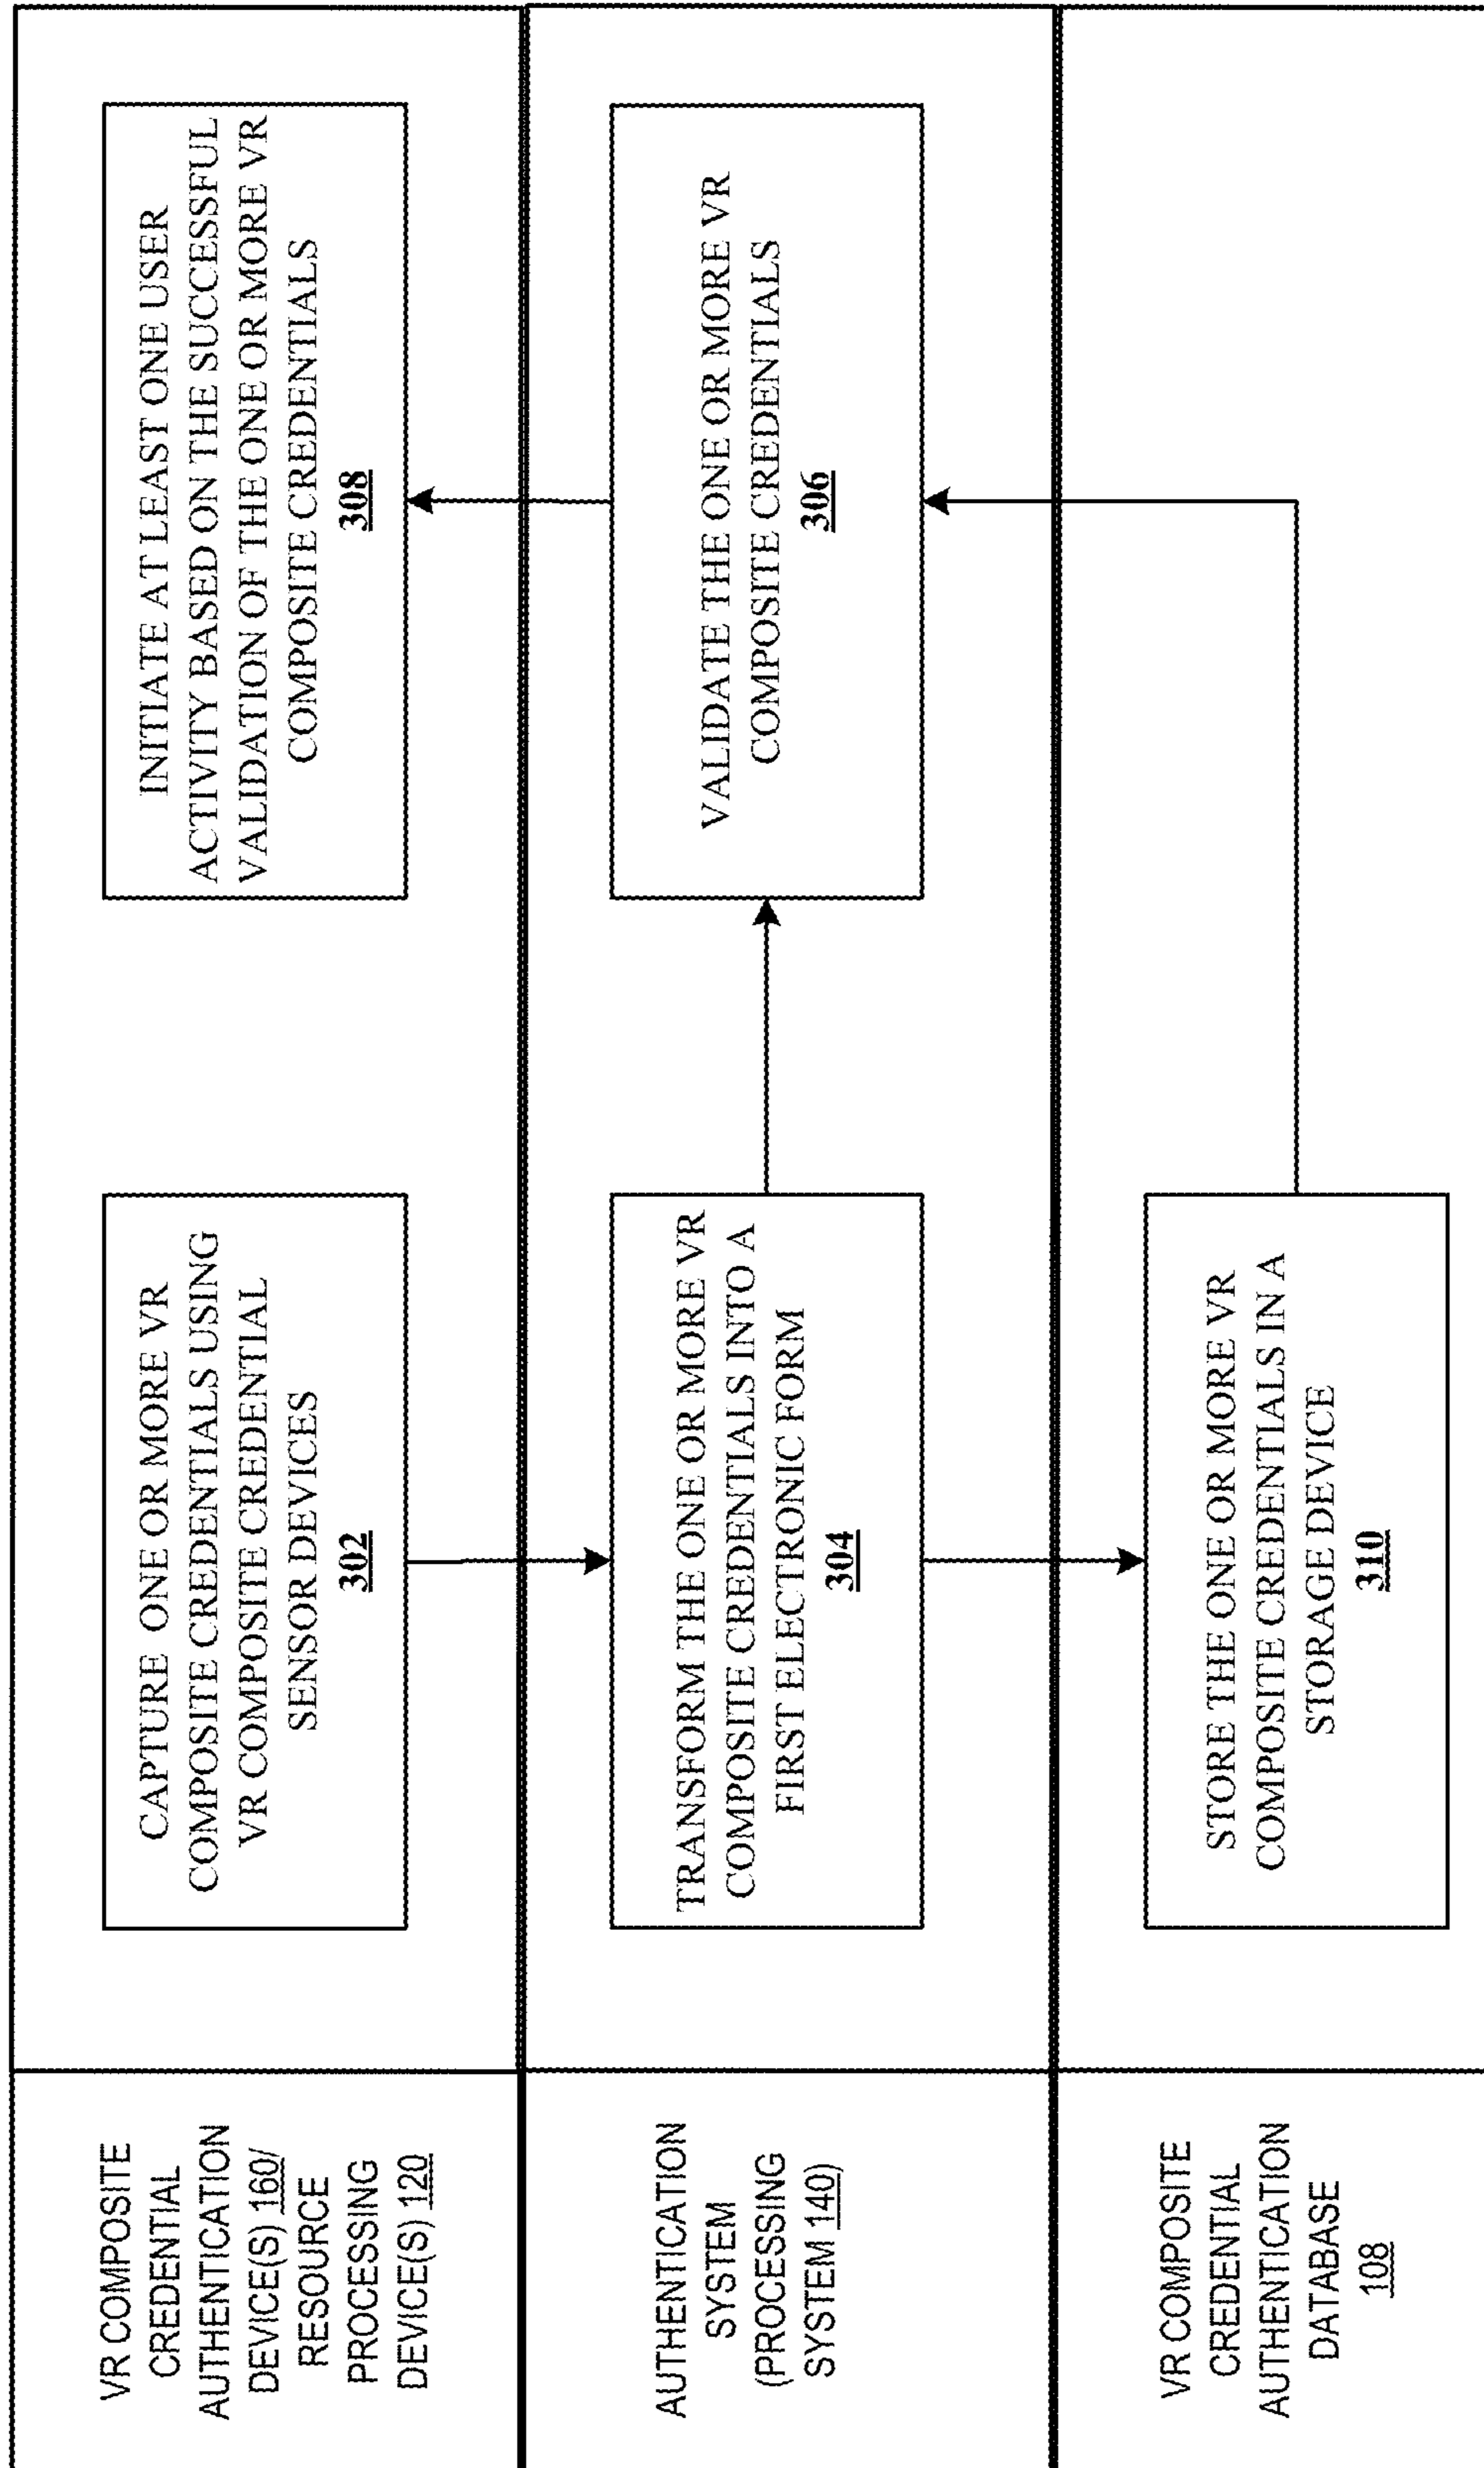 VR COMPOSITE
CREDENTIAL
AUTHENTICATION
DEVICE(S) 160/
RESOURCE
PROCESSING
DEVICE(S) 120
CAPTURE ONE OR MORE VR
COMPOSITE CREDENTIALS USING
VR COMPOSITE CREDENTIAL
SENSOR DEVICES
302
INITIATE AT LEAST ONE USER
ACTIVITY BASED ON THE SUCCESSFUL
VALIDATION OF THE ONE OR MORE VR
COMPOSITE CREDENTIALS
308
AUTHENTICATION
SYSTEM
(PROCESSING
SYSTEM 140)
TRANSFORM THE ONE OR MORE VR
COMPOSITE CREDENTIALS INTO A
FIRST ELECTRONIC FORM
304
VALIDATE THE ONE OR MORE VR
COMPOSITE CREDENTIALS
306
VR COMPOSITE
CREDENTIAL
AUTHENTICATION
DATABASE
108
STORE THE ONE OR MORE VR
COMPOSITE CREDENTIALS IN A
STORAGE DEVICE
310